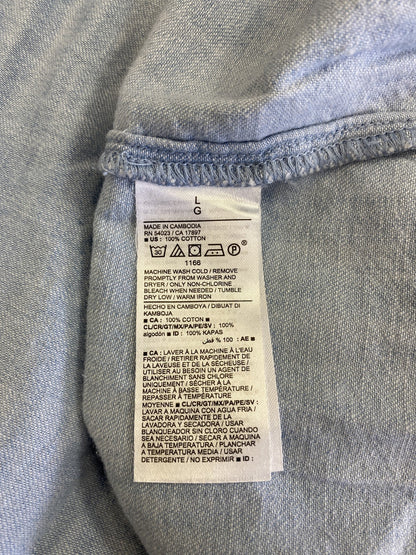 L
G
MADE IN CAMBODIA
RN 54023 / CA 17897
■ US : 100% COTTON
30
P
1166
MACHINE WASH COLD / REMOVE
PROMPTLY FROM WASHER AND
DRYER / ONLY NON-CHLORINE
BLEACH WHEN NEEDED / TUMBLE
DRY LOW / WARM IRON
HECHO EN CAMBOYA / DIBUAT DI
KAMBOJA
■ CA : 100% COTON ■
CL/CR/GT/MX/PA/PE/SV : 100%
algodón ■ ID : 100% KAPAS
■ AE : 100 % قطن
■ CA : LAVER À LA MACHINE À L'EAU
FROIDE / RETIRER RAPIDEMENT DE
LA LAVEUSE ET DE LA SÉCHEUSE /
UTILISER AU BESOIN UN AGENT DE
BLANCHIMENT SANS CHLORE
UNIQUEMENT / SÉCHER À LA
MACHINE À BASSE TEMPÉRATURE /
REPASSER À TEMPÉRATURE
MOYENNE ■ CL/CR/GT/MX/PA/PE/SV :
LAVAR A MAQUINA CON AGUA FRIA /
SACAR RAPIDAMENTE DE LA
LAVADORA Y SECADORA / USAR
BLANQUEADOR SIN CLORO CUANDO
SEA NECESARIO / SECAR A MAQUINA
A BAJA TEMPERATURA / PLANCHAR
A TEMPERATURA MEDIA / USAR
DETERGENTE / NO EXPRIMIR ■ ID :